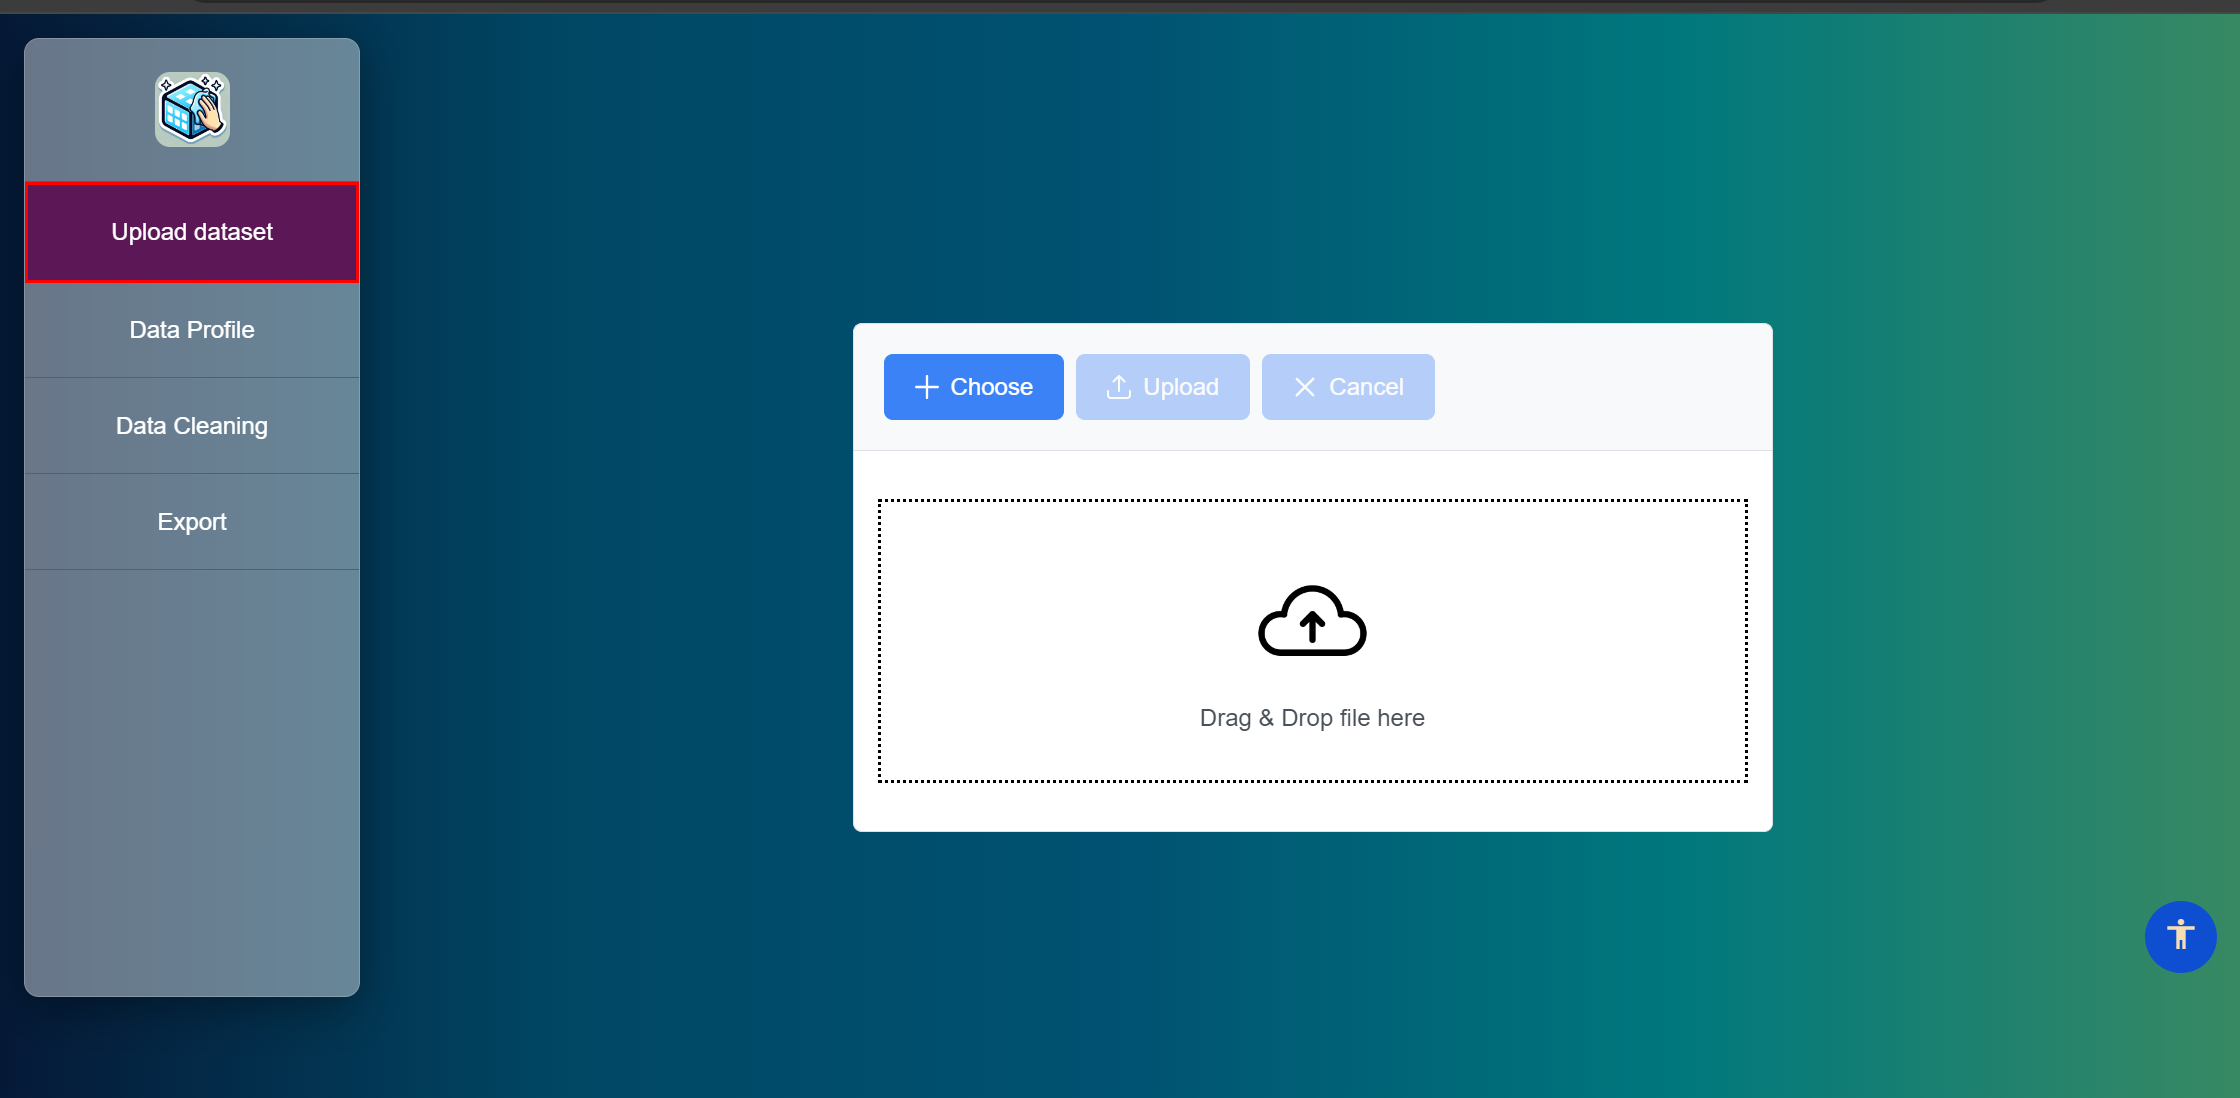 Upload dataset
Data Profile
Data Cleaning
Export
Choose
Upload
Cancel
Drag & Drop file here